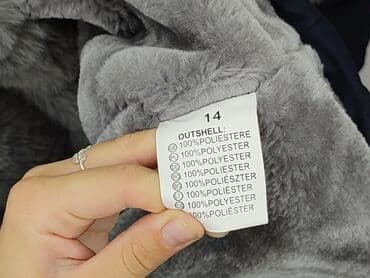 14
OUTSHELL:
100%POLIESTERE
100%POLYESTER
100%POLYESTER
100%POLYESTER
100%POLIÉSZTER
100%POLIESTER
100%POLYESTER
100%POLIÉSTER